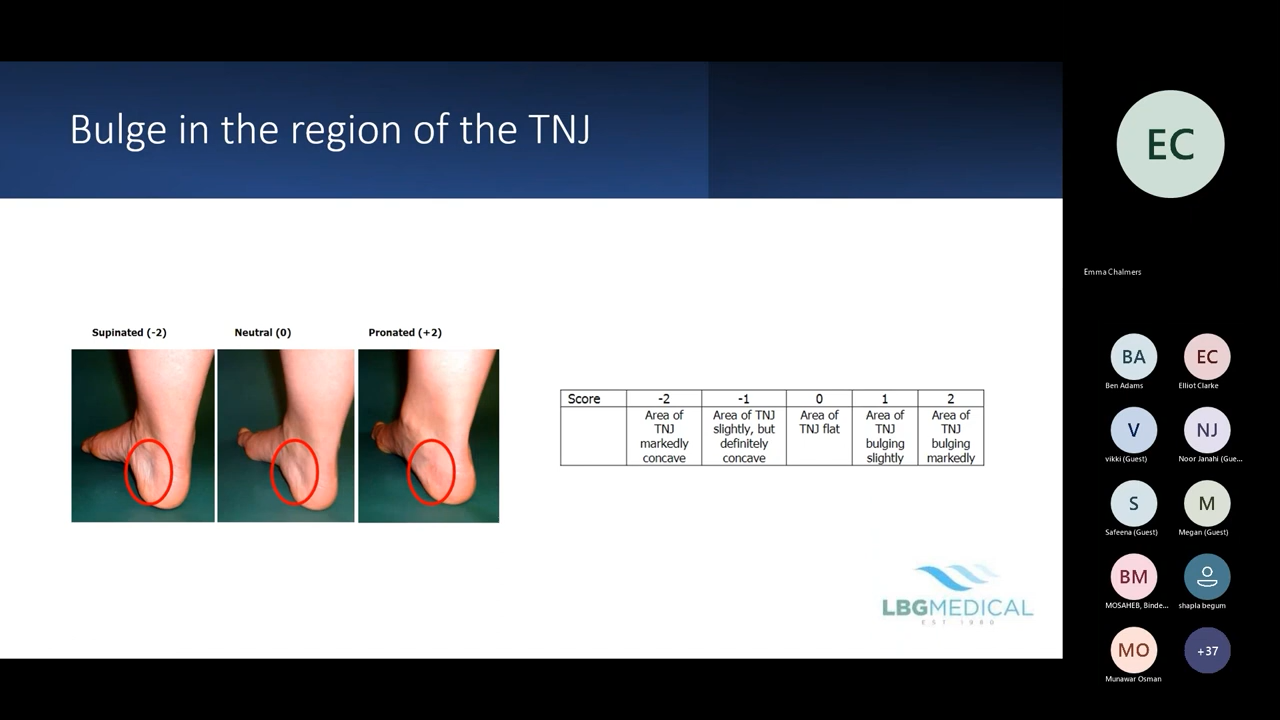 Bulge in the region of the TNJ
Supinated (-2)
Neutral (0)
Pronated (+2)
Score -2 -1 0 1 2
Area of TNJ markedly concave
Area of TNJ slightly, but definitely concave
Area of TNJ flat
Area of TNJ bulging slightly
Area of TNJ bulging markedly
LBGMEDICAL
EST 1980
EC
Emma Chalmers
BA
Ben Adams
EC
Elliot Clarke
V
vikki (Guest)
NJ
Noor Janahi (Gue...
S
Safeena (Guest)
M
Megan (Guest)
BM
MOSAHEB, Binde...
shapla begum
MO
Munawar Osman
+37